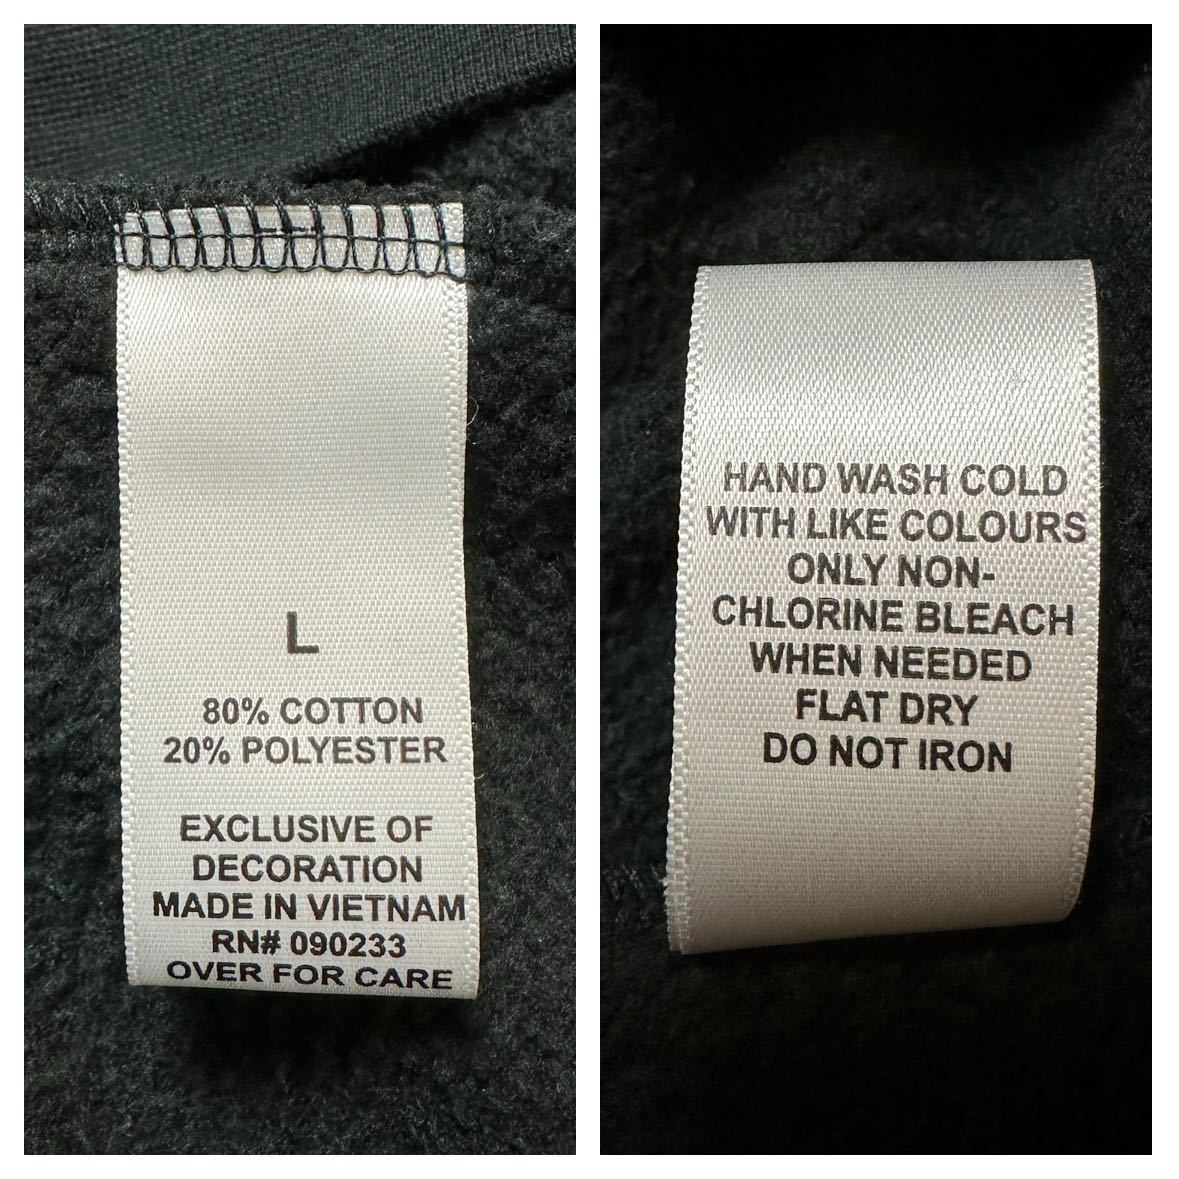 L
80% COTTON
20% POLYESTER
EXCLUSIVE OF
DECORATION
MADE IN VIETNAM
RN# 090233
OVER FOR CARE
HAND WASH COLD
WITH LIKE COLOURS
ONLY NON-
CHLORINE BLEACH
WHEN NEEDED
FLAT DRY
DO NOT IRON